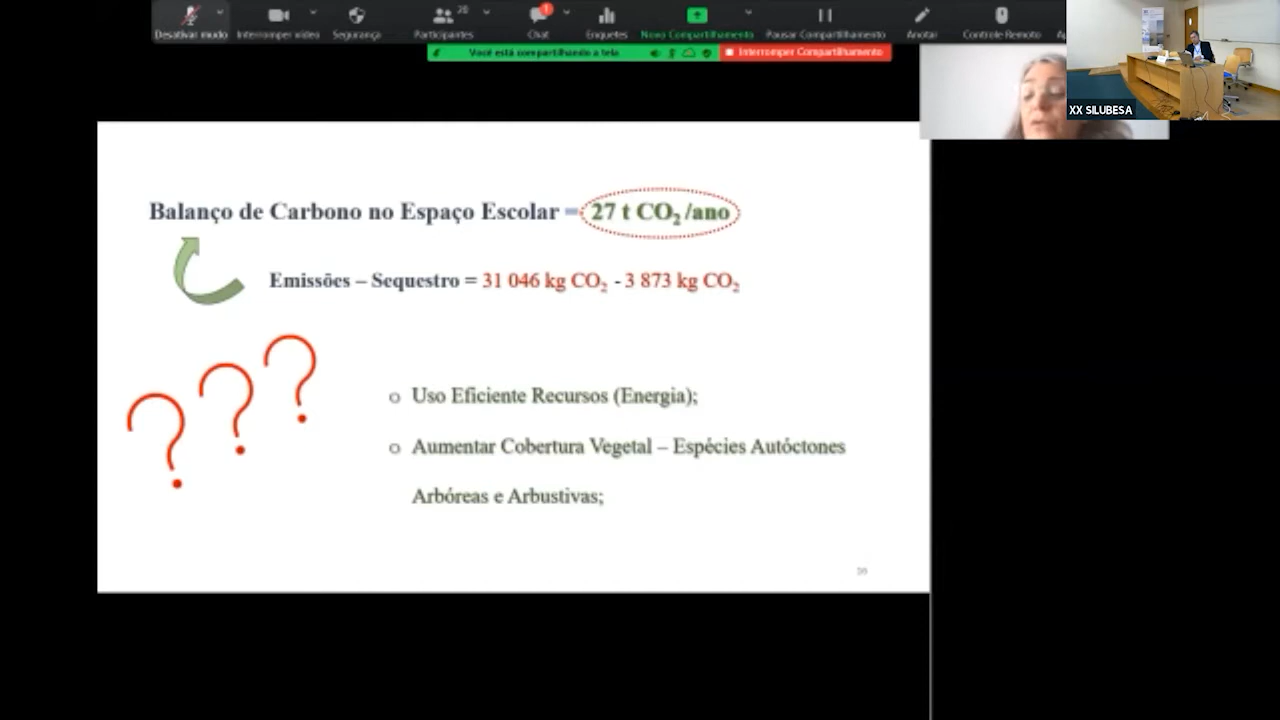 Desativar mudo
Interromper vídeo
Segurança
Participantes
20
Chat
1
Enquetes
Novo Compartilhamento
Pausar Compartilhamento
Anotar
Controle Remoto
Você está compartilhando a tela
Interromper Compartilhamento
XX SILUBESA
Balanço de Carbono no Espaço Escolar = 27 t CO₂ /ano
Emissões – Sequestro = 31 046 kg CO₂ - 3 873 kg CO₂
? ? ?
o Uso Eficiente Recursos (Energia);
o Aumentar Cobertura Vegetal – Espécies Autóctones
Arbóreas e Arbustivas;